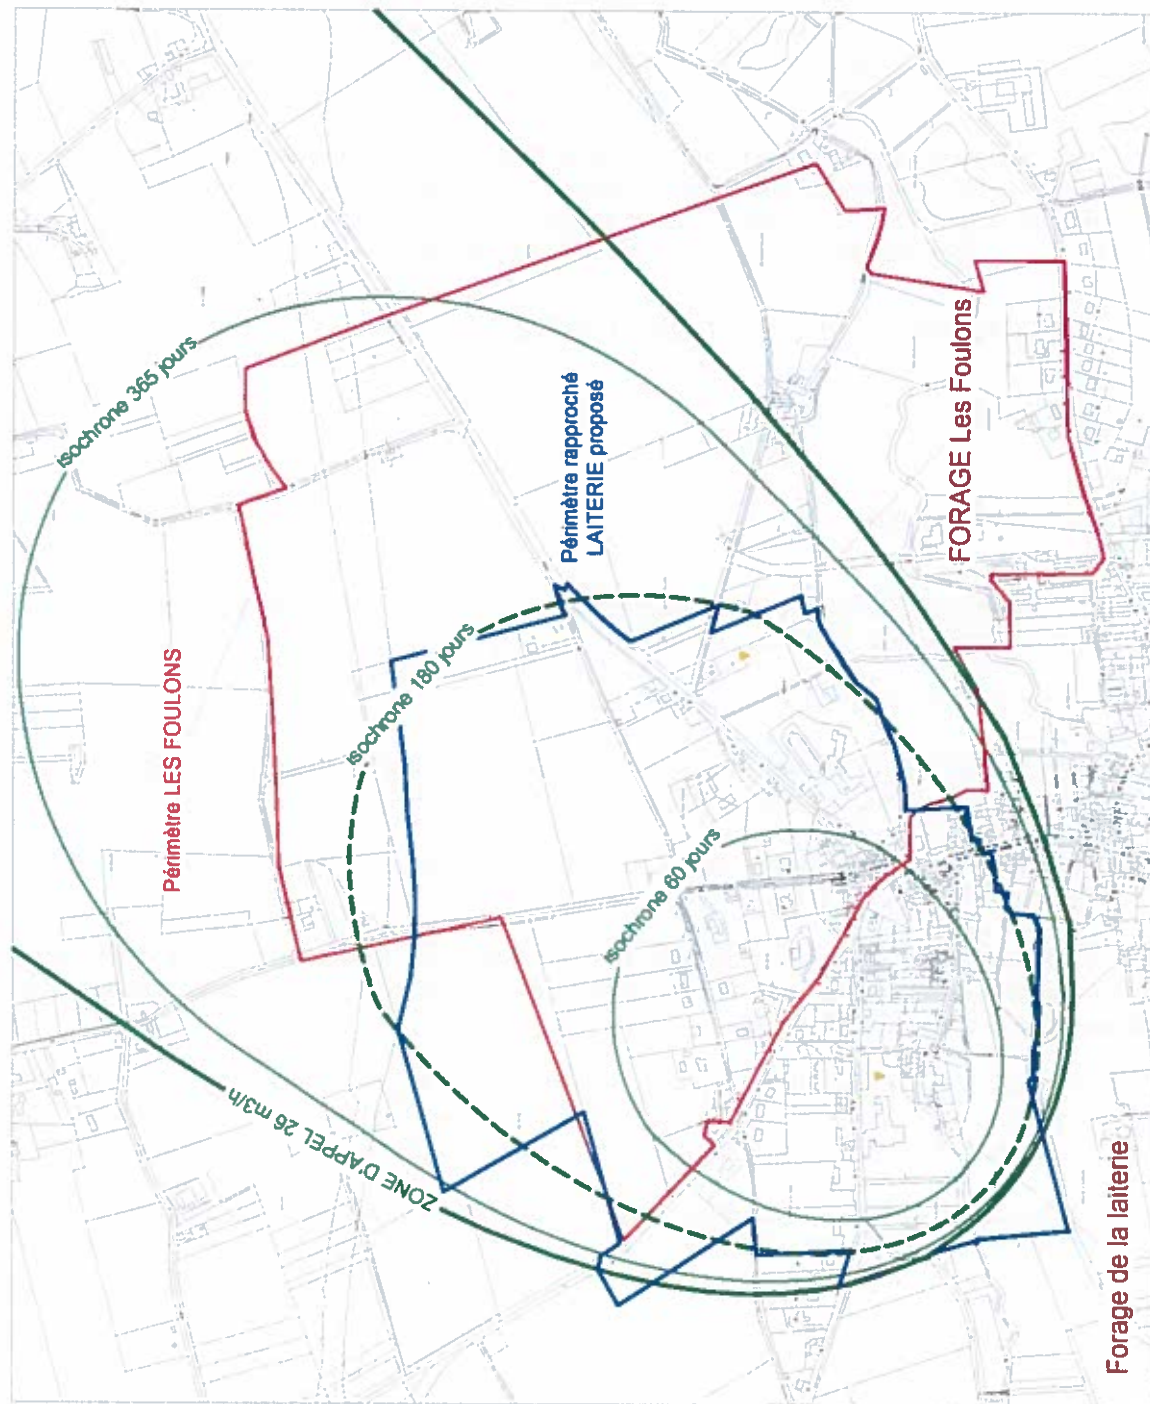 isochrone 365 jours
Périmètre LES FOULONS
Périmètre rapproché
LAITERIE proposé
isochrone 180 jours
isochrone 60 jours
ZONE D'APPEL 26 m3/h
FORAGE Les Foulons
Forage de la laiterie